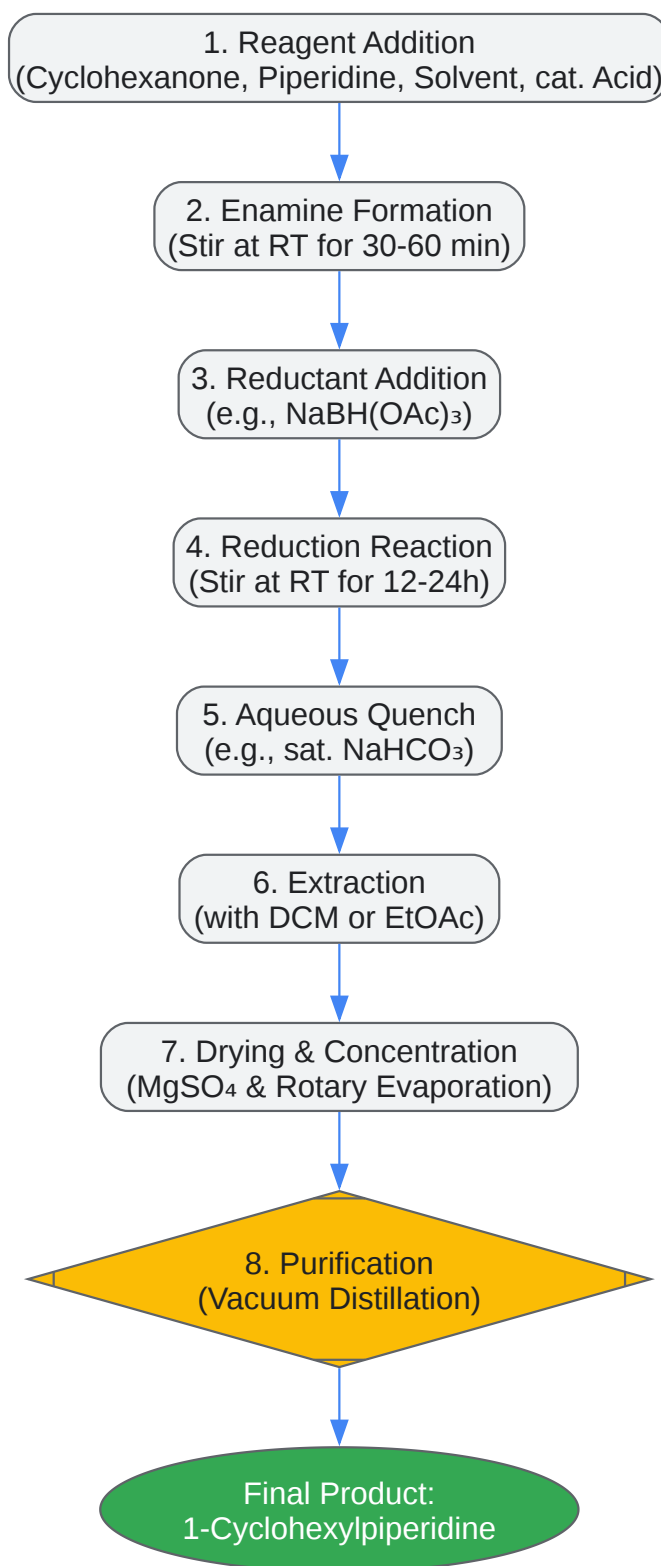 1. Reagent Addition
(Cyclohexanone, Piperidine, Solvent, cat. Acid)
2. Enamine Formation
(Stir at RT for 30-60 min)
3. Reductant Addition
(e.g., NaBH(OAc)₃)
4. Reduction Reaction
(Stir at RT for 12-24h)
5. Aqueous Quench
(e.g., sat. NaHCO₃)
6. Extraction
(with DCM or EtOAc)
7. Drying & Concentration
(MgSO₄ & Rotary Evaporation)
8. Purification
(Vacuum Distillation)
Final Product:
1-Cyclohexylpiperidine